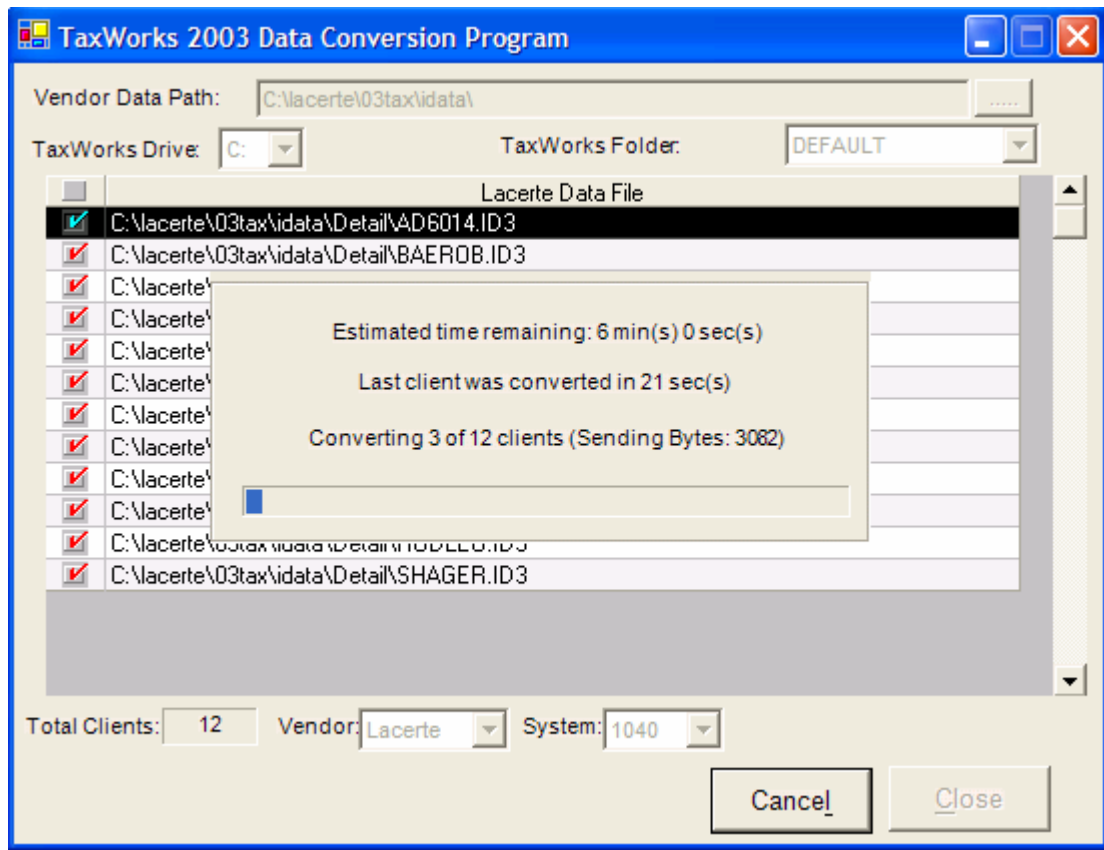 TaxWorks 2003 Data Conversion Program
Vendor Data Path: C:\lacerte\03tax\idata\ .....
TaxWorks Drive: C: TaxWorks Folder: DEFAULT
Lacerte Data File
C:\lacerte\03tax\idata\Detail\AD6014.ID3
C:\lacerte\03tax\idata\Detail\BAEROB.ID3
C:\lacerte\
C:\lacerte\
Estimated time remaining: 6 min(s) 0 sec(s)
C:\lacerte\
C:\lacerte\
Last client was converted in 21 sec(s)
C:\lacerte\
C:\lacerte\
Converting 3 of 12 clients (Sending Bytes: 3082)
C:\lacerte\
C:\lacerte\
C:\lacerte\03tax\idata\Detail\
C:\lacerte\03tax\idata\Detail\SHAGER.ID3
Total Clients: 12 Vendor: Lacerte System: 1040
Cancel Close